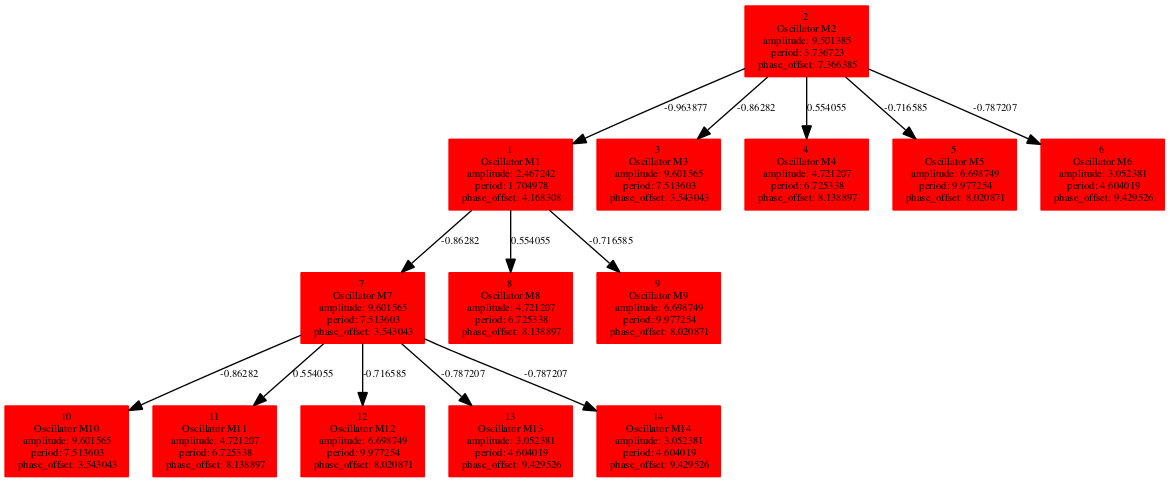 2
Oscillator M2
amplitude: 9.501385
period: 3.736723
phase_offset: 7.366385
-0.963877
-0.86282
0.554055
-0.716585
-0.787207
1
Oscillator M1
amplitude: 2.467242
period: 1.704978
phase_offset: 4.168308
3
Oscillator M3
amplitude: 9.601565
period: 7.513603
phase_offset: 3.543043
4
Oscillator M4
amplitude: 4.721207
period: 6.725338
phase_offset: 8.138897
5
Oscillator M5
amplitude: 6.698749
period: 9.977254
phase_offset: 8.020871
6
Oscillator M6
amplitude: 3.052381
period: 4.604019
phase_offset: 9.429526
-0.86282
0.554055
-0.716585
7
Oscillator M7
amplitude: 9.601565
period: 7.513603
phase_offset: 3.543043
8
Oscillator M8
amplitude: 4.721207
period: 6.725338
phase_offset: 8.138897
9
Oscillator M9
amplitude: 6.698749
period: 9.977254
phase_offset: 8.020871
-0.86282
0.554055
-0.716585
-0.787207
-0.787207
10
Oscillator M10
amplitude: 9.601565
period: 7.513603
phase_offset: 3.543043
11
Oscillator M11
amplitude: 4.721207
period: 6.725338
phase_offset: 8.138897
12
Oscillator M12
amplitude: 6.698749
period: 9.977254
phase_offset: 8.020871
13
Oscillator M13
amplitude: 3.052381
period: 4.604019
phase_offset: 9.429526
14
Oscillator M14
amplitude: 3.052381
period: 4.604019
phase_offset: 9.429526